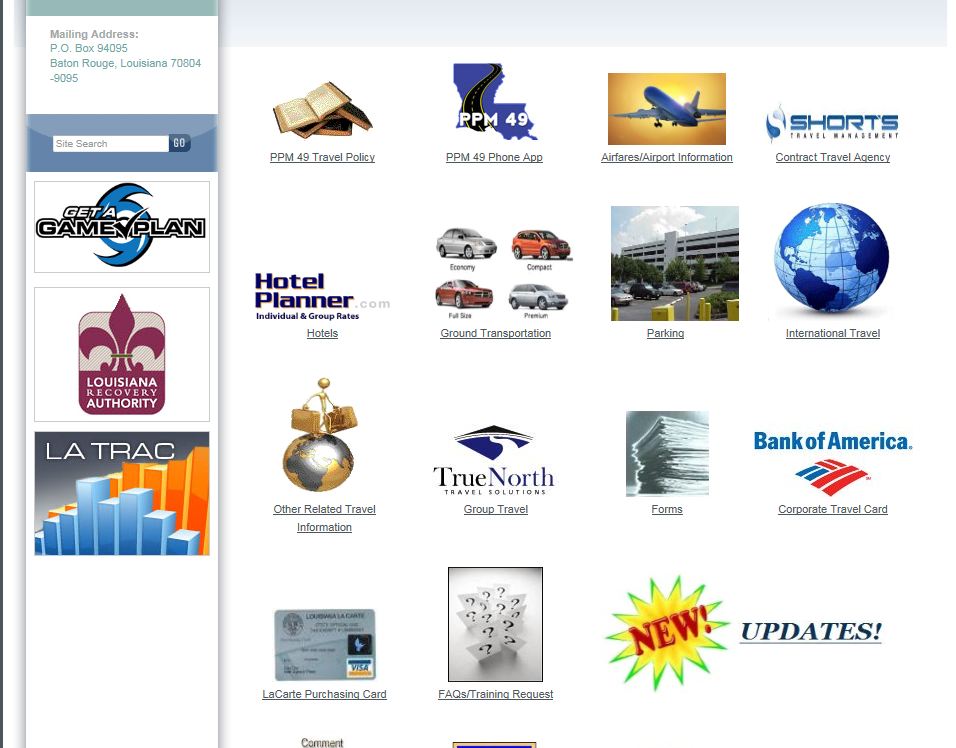 Mailing Address:
P.O. Box 94095
Baton Rouge, Louisiana 70804
-9095
Site Search
GO
GET A
GAME PLAN
LOUISIANA
RECOVERY
AUTHORITY
LA TRAC
PPM 49
SHORT'S
TRAVEL MANAGEMENT
PPM 49 Travel Policy
PPM 49 Phone App
Airfares/Airport Information
Contract Travel Agency
Hotel
Planner.com
Individual & Group Rates
Economy
Compact
Full Size
Premium
Hotels
Ground Transportation
Parking
International Travel
TrueNorth
TRAVEL SOLUTIONS
Bank of America.
Other Related Travel
Information
Group Travel
Forms
Corporate Travel Card
LOUISIANA LA CARTE
VISA
? ? ? ? ? ? ? ? ? ?
NEW!
UPDATES!
LaCarte Purchasing Card
FAQs/Training Request
Comment